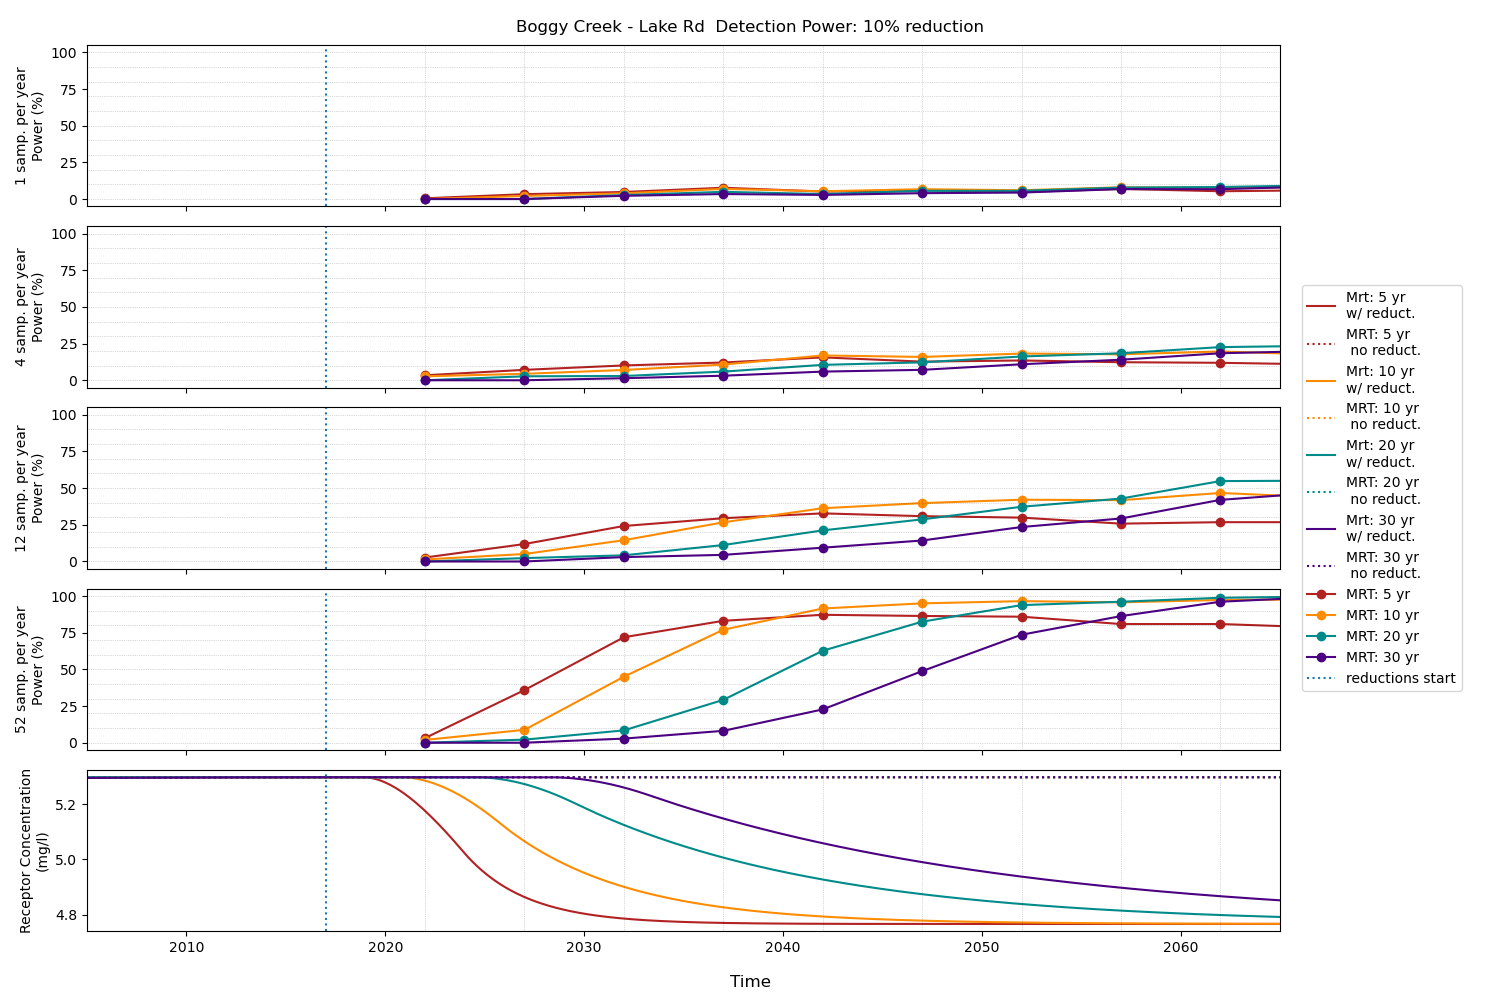 Boggy Creek - Lake Rd  Detection Power: 10% reduction
1 samp. per year
Power (%)
100
75
50
25
0
4 samp. per year
Power (%)
100
75
50
25
0
12 samp. per year
Power (%)
100
75
50
25
0
52 samp. per year
Power (%)
100
75
50
25
0
Receptor Concentration
(mg/l)
5.2
5.0
4.8
2010
2020
2030
2040
2050
2060
Time
Mrt: 5 yr
w/ reduct.
MRT: 5 yr
no reduct.
Mrt: 10 yr
w/ reduct.
MRT: 10 yr
no reduct.
Mrt: 20 yr
w/ reduct.
MRT: 20 yr
no reduct.
Mrt: 30 yr
w/ reduct.
MRT: 30 yr
no reduct.
MRT: 5 yr
MRT: 10 yr
MRT: 20 yr
MRT: 30 yr
reductions start